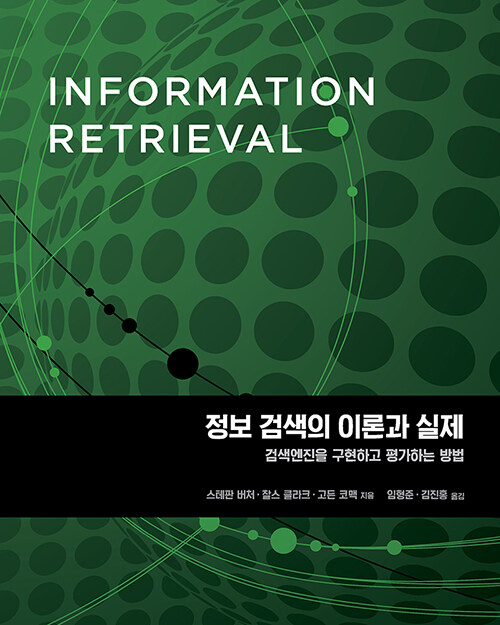 INFORMATION
RETRIEVAL
정보 검색의 이론과 실제
검색엔진을 구현하고 평가하는 방법
스테판 버처 · 찰스 클라크 · 고든 코맥 지음 임형준 · 김진홍 옮김